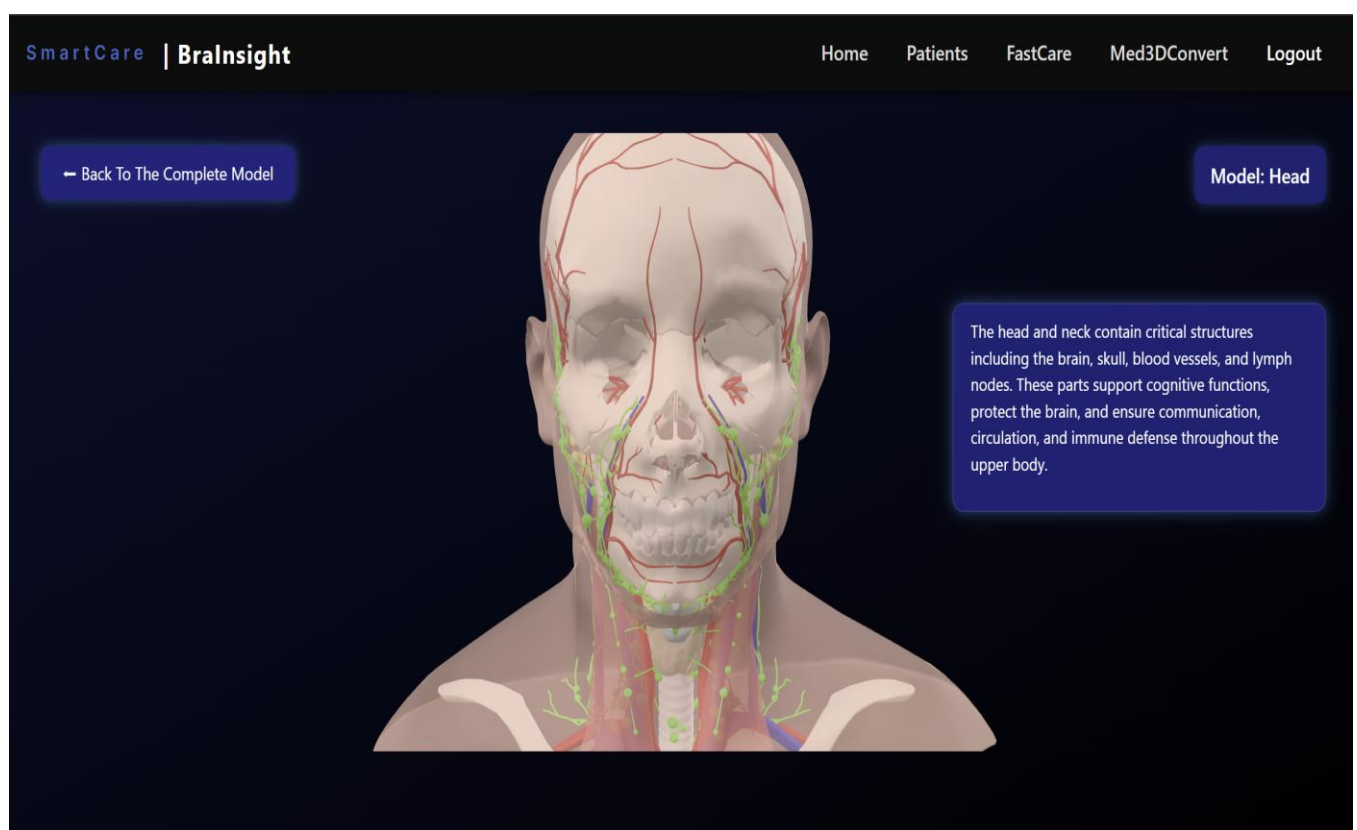 SmartCare | BraInsight
Home Patients FastCare Med3DConvert Logout
← Back To The Complete Model
Model: Head
The head and neck contain critical structures
including the brain, skull, blood vessels, and lymph
nodes. These parts support cognitive functions,
protect the brain, and ensure communication,
circulation, and immune defense throughout the
upper body.